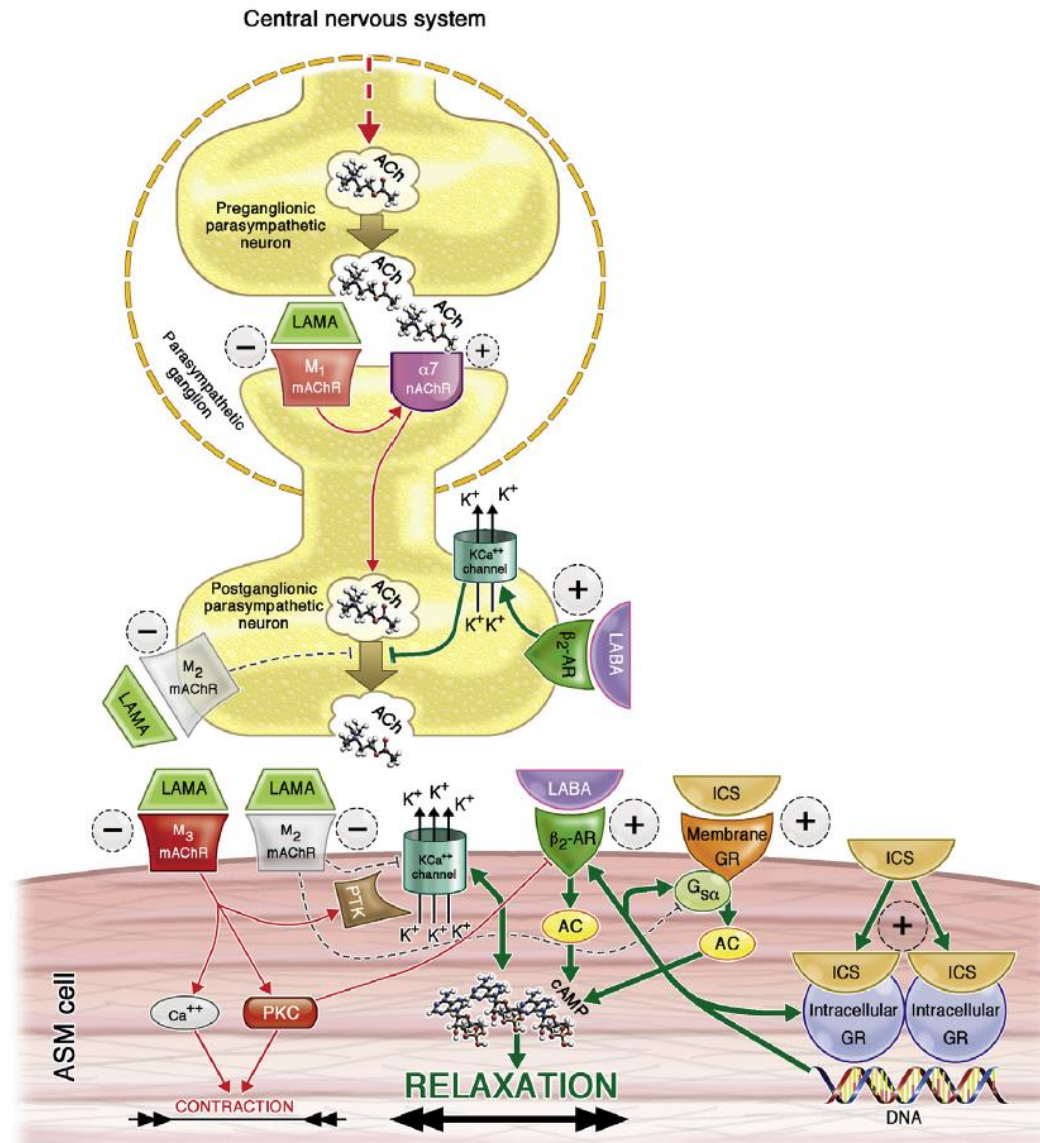 Central nervous system
ACh
Preganglionic
parasympathetic
neuron
ACh
ACh
LAMA
−
M1
mAChR
α7
nAChR
+
Parasympathetic
ganglion
K+ K+
KCa++
channel
K+ K+
Postganglionic
parasympathetic
neuron
ACh
+
β2-AR
LABA
−
M2
mAChR
LAMA
ACh
LAMA
LAMA
−
M3
mAChR
M2
mAChR
−
K+ K+ K+
KCa++
channel
K+ K+ K+
LABA
β2-AR
+
ICS
Membrane
GR
+
Gsα
ICS
+
PTK
AC
AC
cAMP
ICS
ICS
Intracellular
GR
Intracellular
GR
ASM cell
Ca++
PKC
CONTRACTION
RELAXATION
DNA